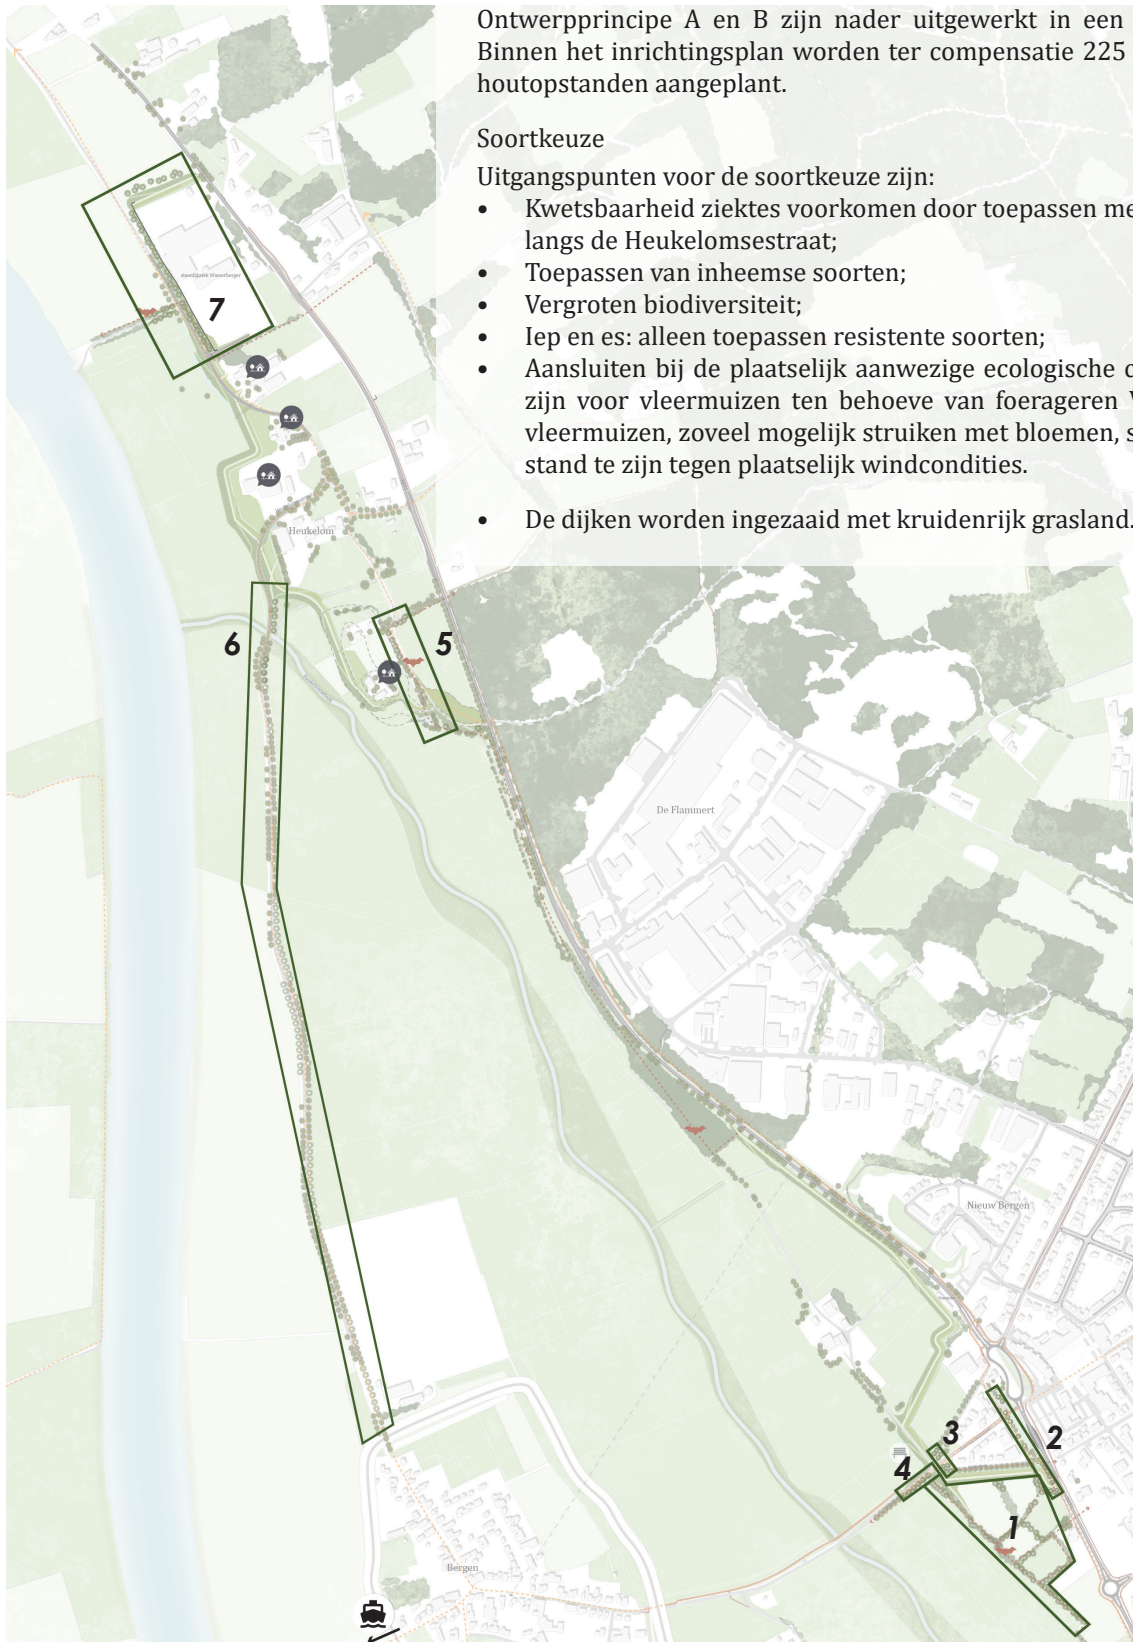 Ontwerpprincipe A en B zijn nader uitgewerkt in een
Binnen het inrichtingsplan worden ter compensatie 225
houtopstanden aangeplant.
Soortkeuze
Uitgangspunten voor de soortkeuze zijn:
• Kwetsbaarheid ziektes voorkomen door toepassen me
langs de Heukelomsestraat;
• Toepassen van inheemse soorten;
• Vergroten biodiversiteit;
• Iep en es: alleen toepassen resistente soorten;
• Aansluiten bij de plaatselijk aanwezige ecologische
zijn voor vleermuizen ten behoeve van foerageren
vleermuizen, zoveel mogelijk struiken met bloemen, s
stand te zijn tegen plaatselijk windcondities.
• De dijken worden ingezaaid met kruidenrijk grasland.
7
Heukelom
6
5
De Flammert
Nieuw Bergen
3
2
4
1
Bergen